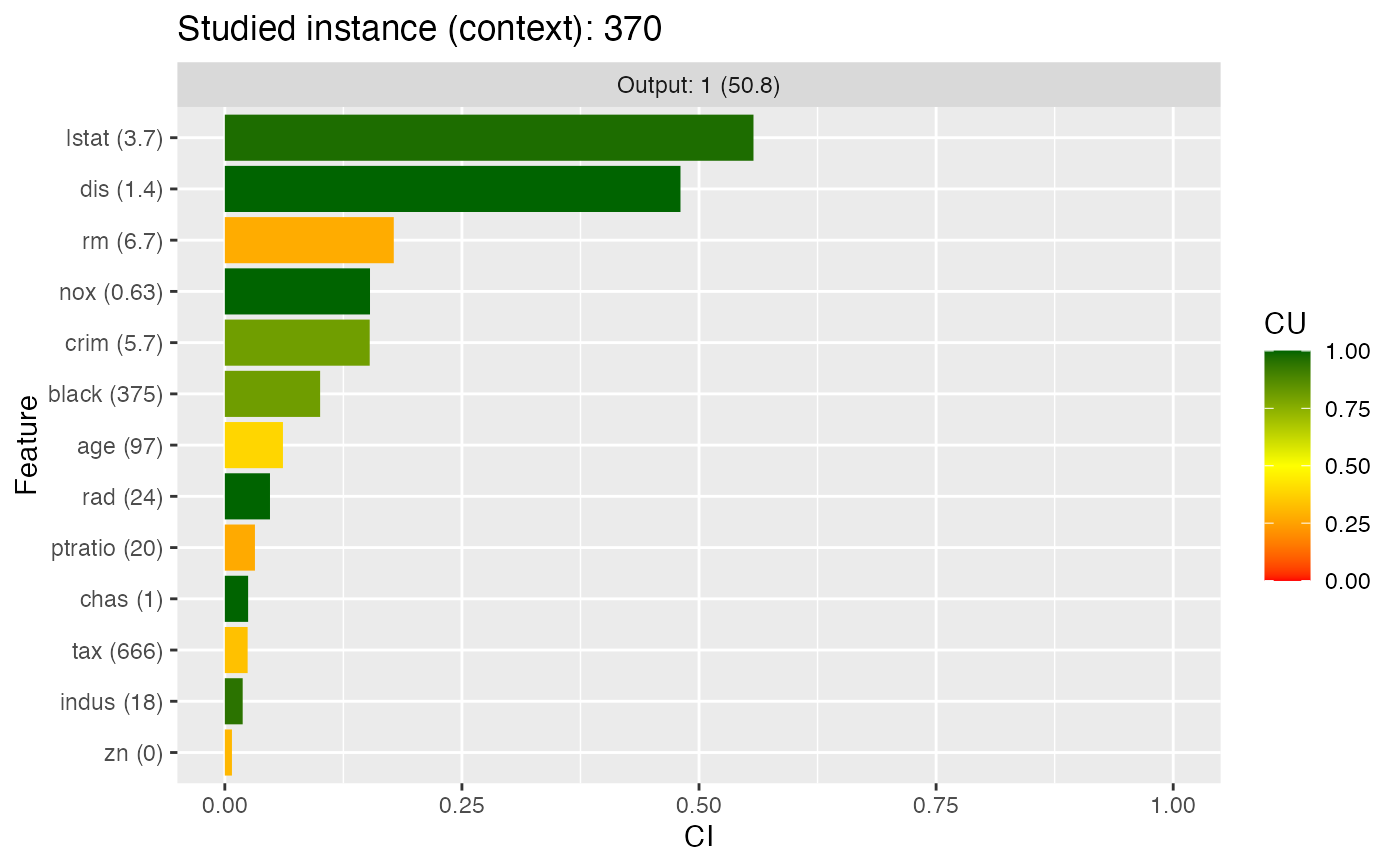 Studied instance (context): 370
Output: 1 (50.8)
Feature
lstat (3.7)
dis (1.4)
rm (6.7)
nox (0.63)
crim (5.7)
black (375)
age (97)
rad (24)
ptratio (20)
chas (1)
tax (666)
indus (18)
zn (0)
0.00 0.25 0.50 0.75 1.00
CI
CU
1.00
0.75
0.50
0.25
0.00